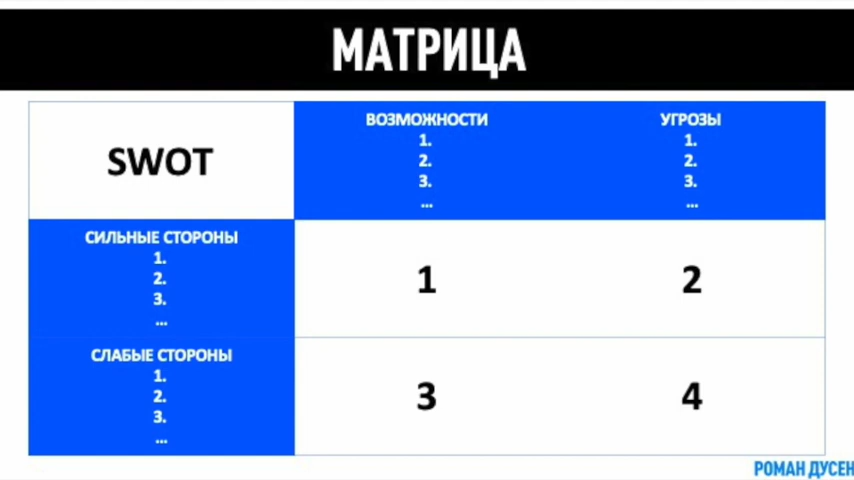 МАТРИЦА
SWOT
ВОЗМОЖНОСТИ
1.
2.
3.
...
УГРОЗЫ
1.
2.
3.
...
СИЛЬНЫЕ СТОРОНЫ
1.
2.
3.
...
1
2
СЛАБЫЕ СТОРОНЫ
1.
2.
3.
...
3
4
РОМАН ДУСЕН